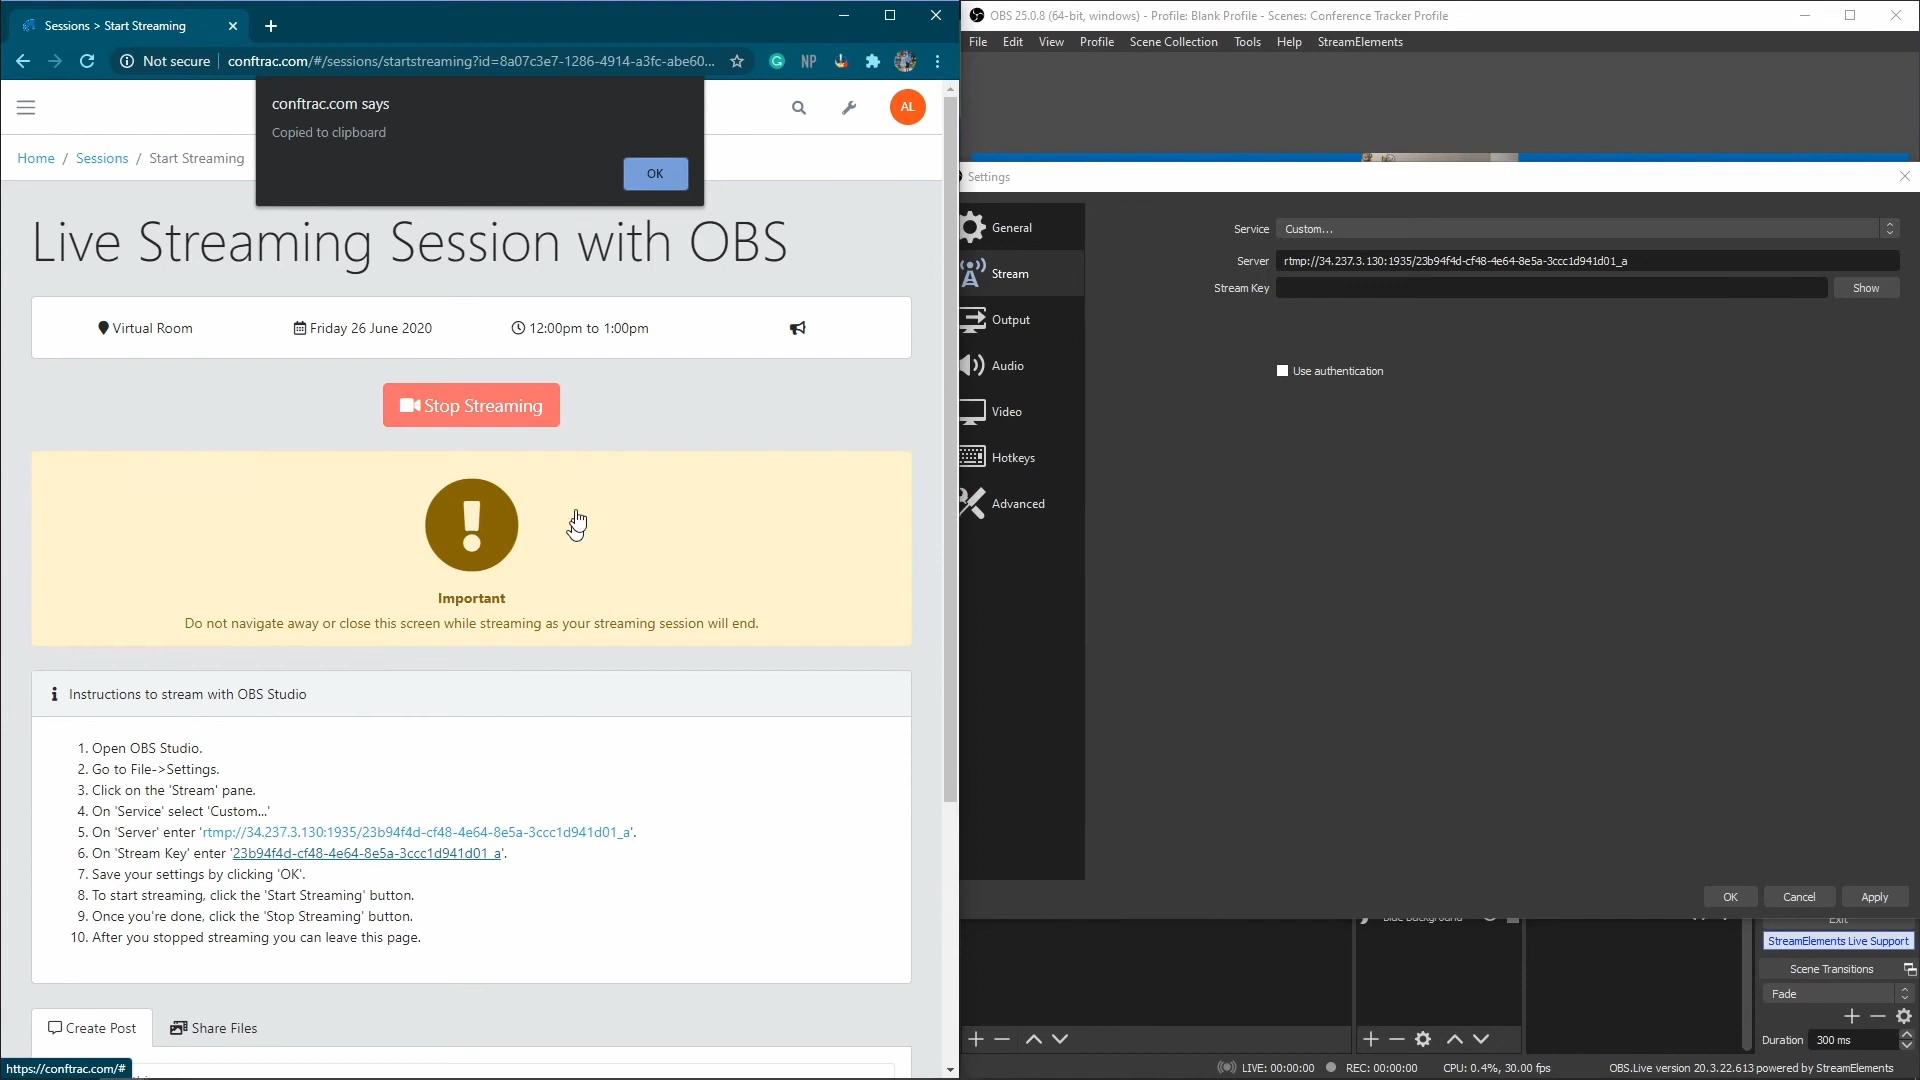 Sessions > Start Streaming
Not secure
conftrac.com/#/sessions/startstreaming?id=8a07c3e7-1286-4914-a3fc-abe60...
NP
conftrac.com says
Copied to clipboard
OK
AL
Home / Sessions / Start Streaming
Live Streaming Session with OBS
Virtual Room
Friday 26 June 2020
12:00pm to 1:00pm
Stop Streaming
Important
Do not navigate away or close this screen while streaming as your streaming session will end.
Instructions to stream with OBS Studio
1. Open OBS Studio.
2. Go to File->Settings.
3. Click on the 'Stream' pane.
4. On 'Service' select 'Custom...'
5. On 'Server' enter 'rtmp://34.237.3.130:1935/23b94f4d-cf48-4e64-8e5a-3ccc1d941d01_a'.
6. On 'Stream Key' enter '23b94f4d-cf48-4e64-8e5a-3ccc1d941d01_a'.
7. Save your settings by clicking 'OK'.
8. To start streaming, click the 'Start Streaming' button.
9. Once you're done, click the 'Stop Streaming' button.
10. After you stopped streaming you can leave this page.
Create Post
Share Files
https://conftrac.com/#
OBS 25.0.8 (64-bit, windows) - Profile: Blank Profile - Scenes: Conference Tracker Profile
File Edit View Profile Scene Collection Tools Help StreamElements
Settings
General
Stream
Output
Audio
Video
Hotkeys
Advanced
Service Custom...
Server rtmp://34.237.3.130:1935/23b94f4d-cf48-4e64-8e5a-3ccc1d941d01_a
Stream Key
Show
Use authentication
OK Cancel Apply
Blue Background
Exit
StreamElements Live Support
Scene Transitions
Fade
Duration 300 ms
LIVE: 00:00:00
REC: 00:00:00
CPU: 0.4%, 30.00 fps
OBS.Live version 20.3.22.613 powered by StreamElements